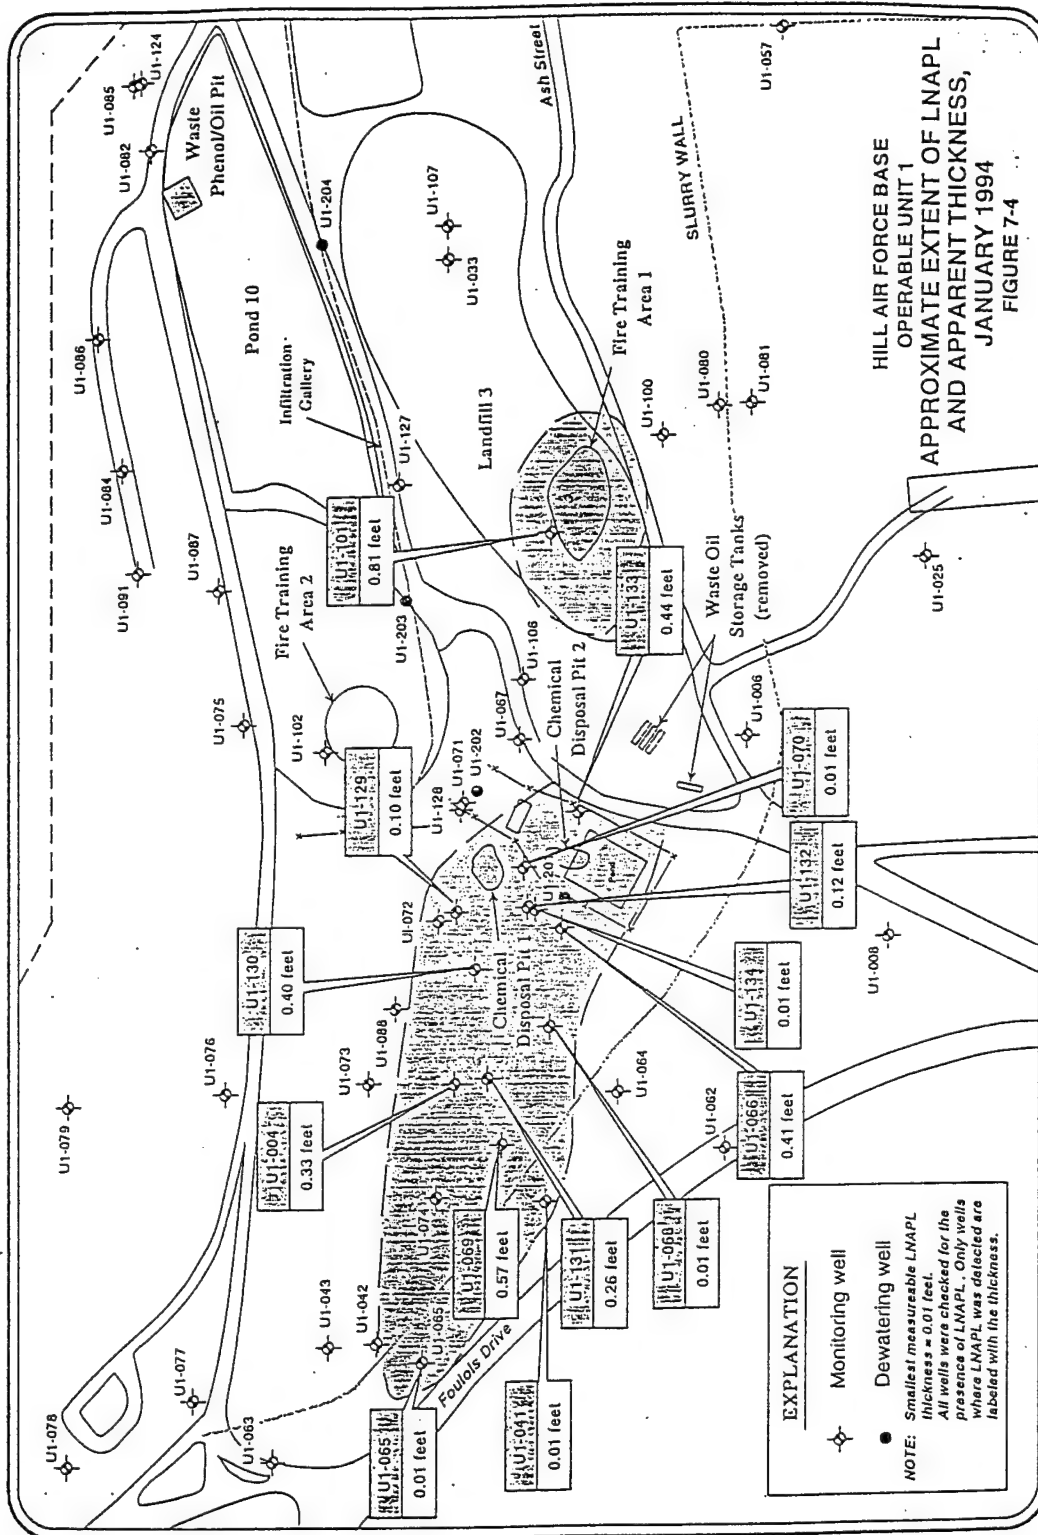 HILL AIR FORCE BASE
OPERABLE UNIT 1
APPROXIMATE EXTENT OF LNAPL
AND APPARENT THICKNESS,
JANUARY 1994
FIGURE 7-4
U1-078
U1-077
U1-063
U1-079
U1-076
U1-043
U1-042
U1-073
U1-088
U1-072
U1-075
U1-102
Fire Training
Area 2
U1-087
U1-091
U1-084
U1-086
U1-082
U1-085
U1-124
Waste
Phenol/Oil Pit
Pond 10
Infiltration
Gallery
U1-204
U1-127
U1-203
U1-107
U1-033
Landfill 3
Ash Street
Fire Training
Area 1
U1-100
U1-080
U1-081
SLURRY WALL
U1-057
U1-025
U1-106
U1-067
U1-071
U1-202
U1-128
Chemical
Disposal Pit 2
Waste Oil
Storage Tanks
(removed)
U1-006
U1-008
U1-064
U1-062
U1-201
Pond
Chemical
Disposal Pit 1
U1-074
U1-065
Foulois Drive
U1-101
0.81 feet
U1-133
0.44 feet
U1-129
0.10 feet
U1-130
0.40 feet
U1-004
0.33 feet
U1-070
0.01 feet
U1-132
0.12 feet
U1-134
0.01 feet
U1-066
0.41 feet
U1-068
0.01 feet
U1-131
0.26 feet
U1-069
0.57 feet
U1-041
0.01 feet
U1-065
0.01 feet
EXPLANATION
Monitoring well
Dewatering well
NOTE: Smallest measureable LNAPL
thickness = 0.01 feet.
All wells were checked for the
presence of LNAPL. Only wells
where LNAPL was detected are
labeled with the thickness.